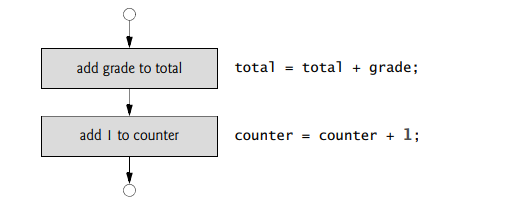 add grade to total
total = total + grade;
add 1 to counter
counter = counter + 1;